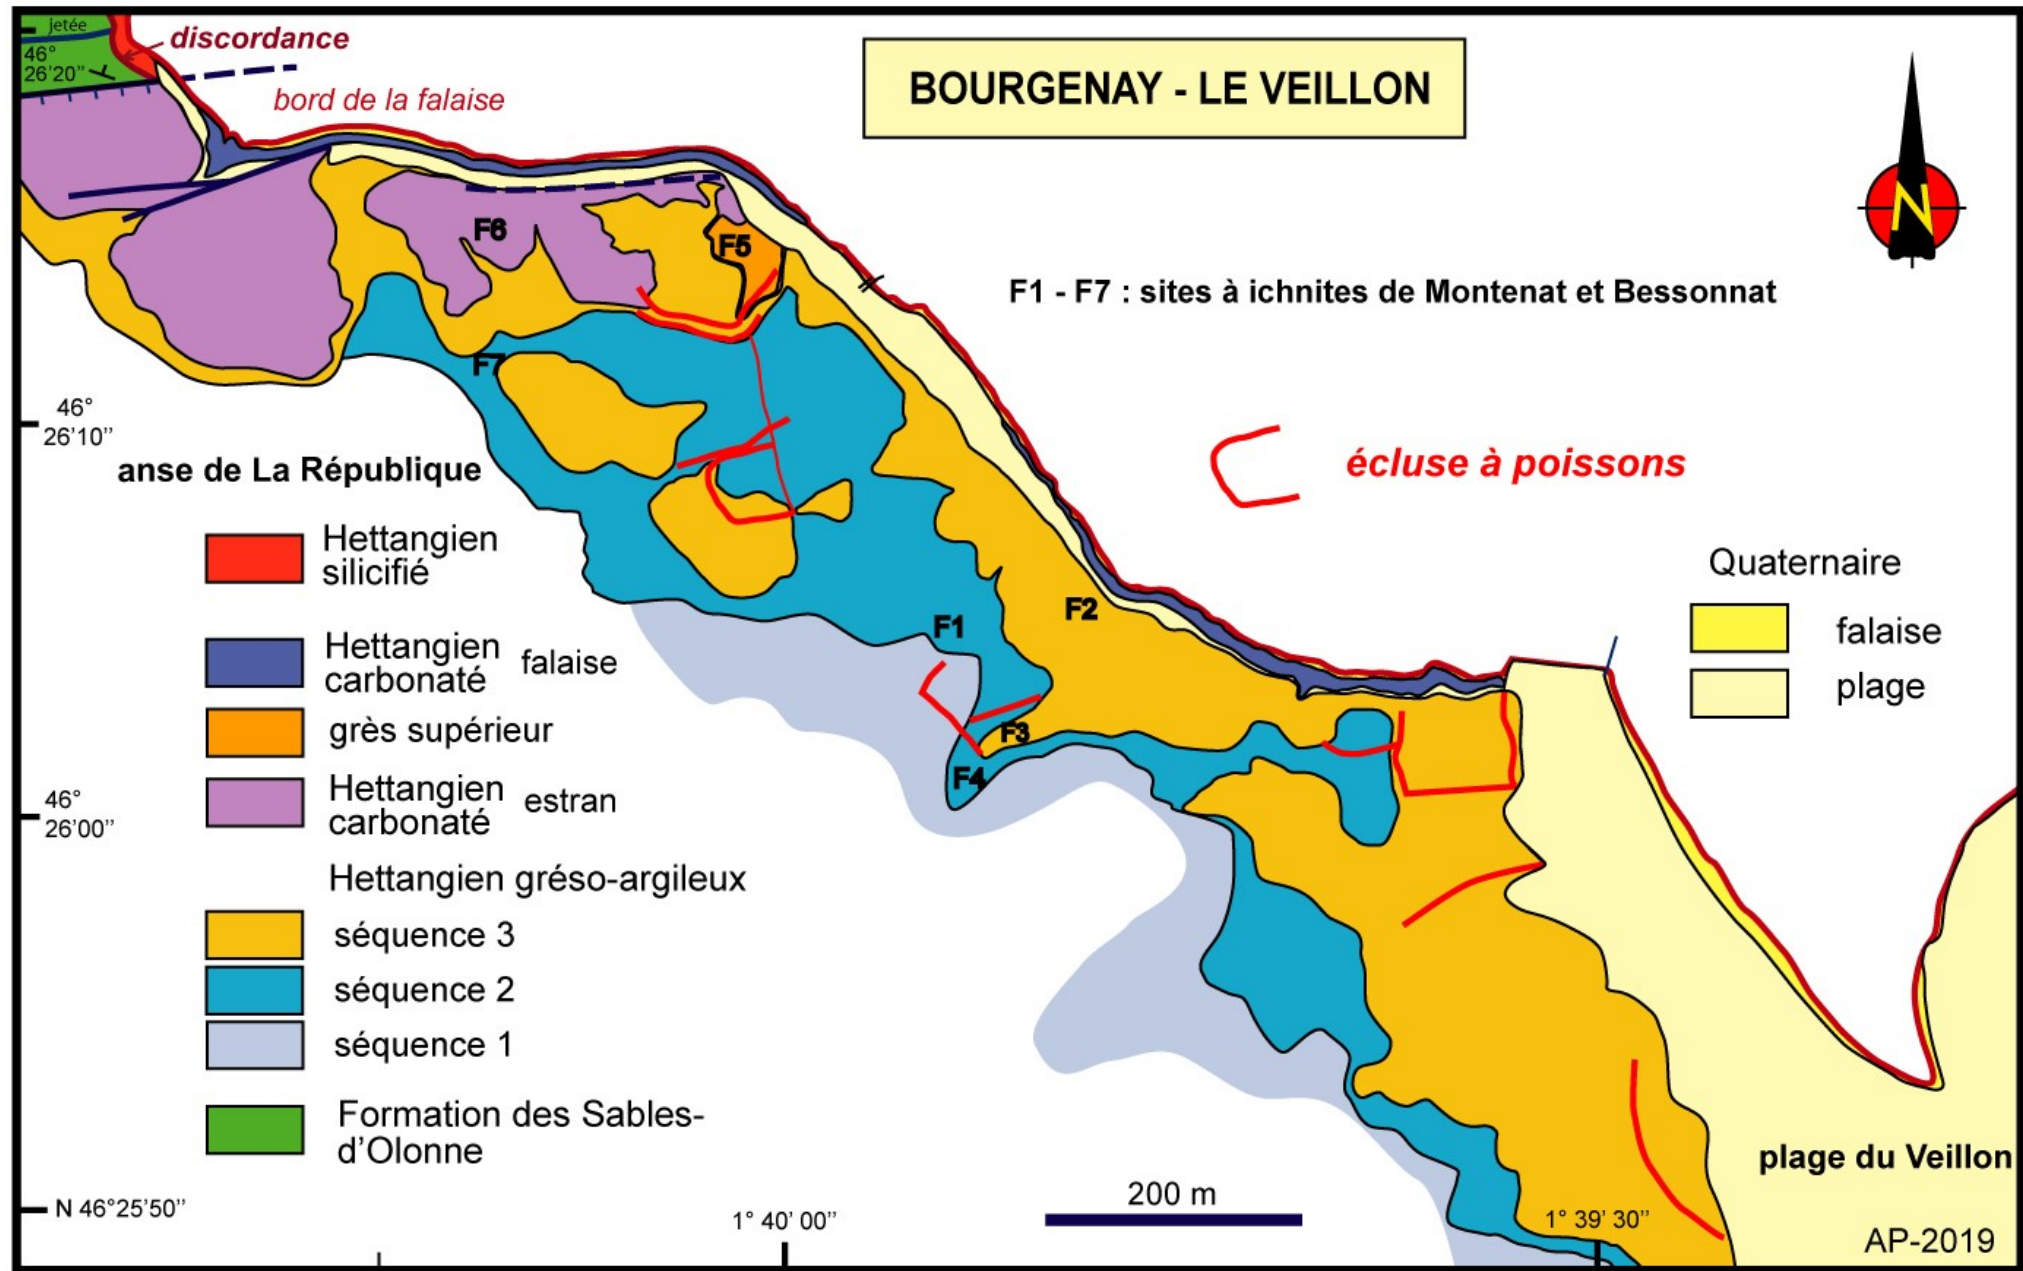 jetée
46°
26'20''
discordance
bord de la falaise
BOURGENAY - LE VEILLON
N
F6
F5
F1 - F7 : sites à ichnites de Montenat et Bessonnat
F7
46°
26'10''
anse de La République
écluse à poissons
Hettangien
silicifié
Quaternaire
falaise
plage
F2
F1
F3
F4
Hettangien
carbonaté
falaise
grès supérieur
Hettangien
carbonaté
estran
46°
26'00''
Hettangien gréso-argileux
séquence 3
séquence 2
séquence 1
Formation des Sables-
d'Olonne
plage du Veillon
200 m
N 46°25'50''
1° 40' 00''
1° 39' 30''
AP-2019